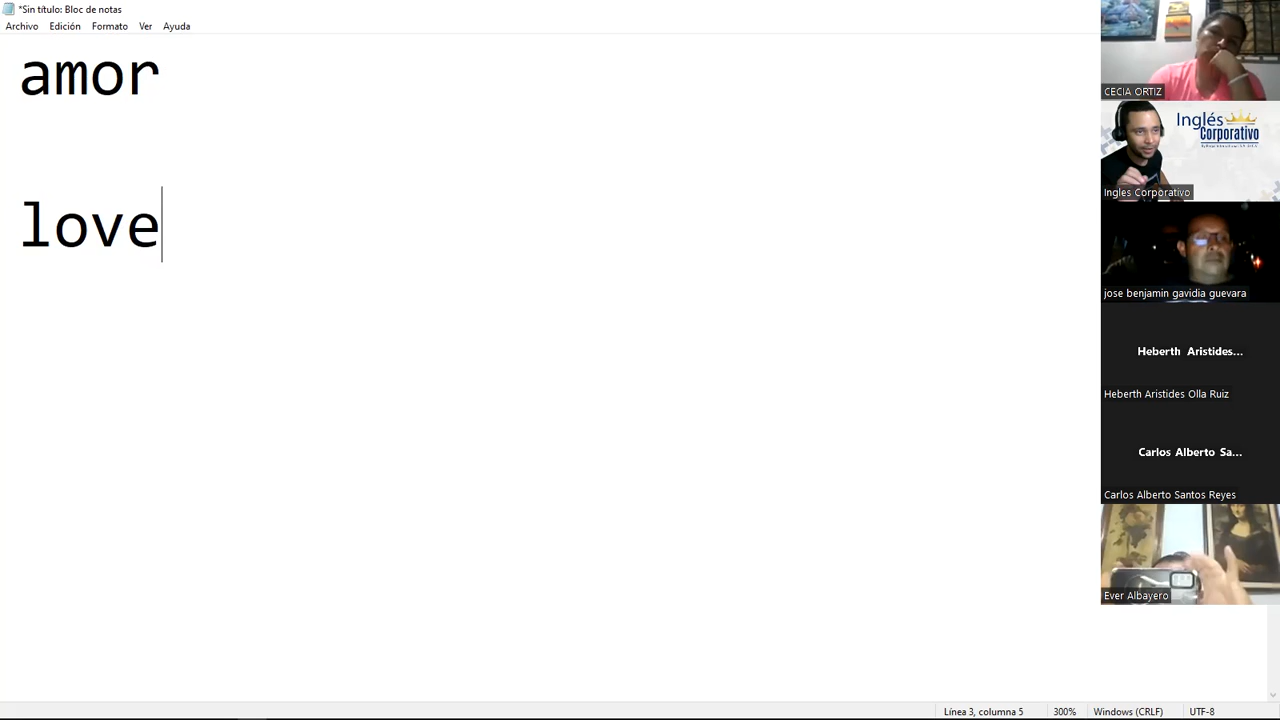 *Sin título: Bloc de notas
Archivo Edición Formato Ver Ayuda
amor
love
CECIA ORTIZ
Inglés
Corporativo
Ingles Corporativo
jose benjamin gavidia guevara
Heberth Aristides...
Heberth Aristides Olla Ruiz
Carlos Alberto Sa...
Carlos Alberto Santos Reyes
Ever Albayero
Línea 3, columna 5 300% Windows (CRLF) UTF-8